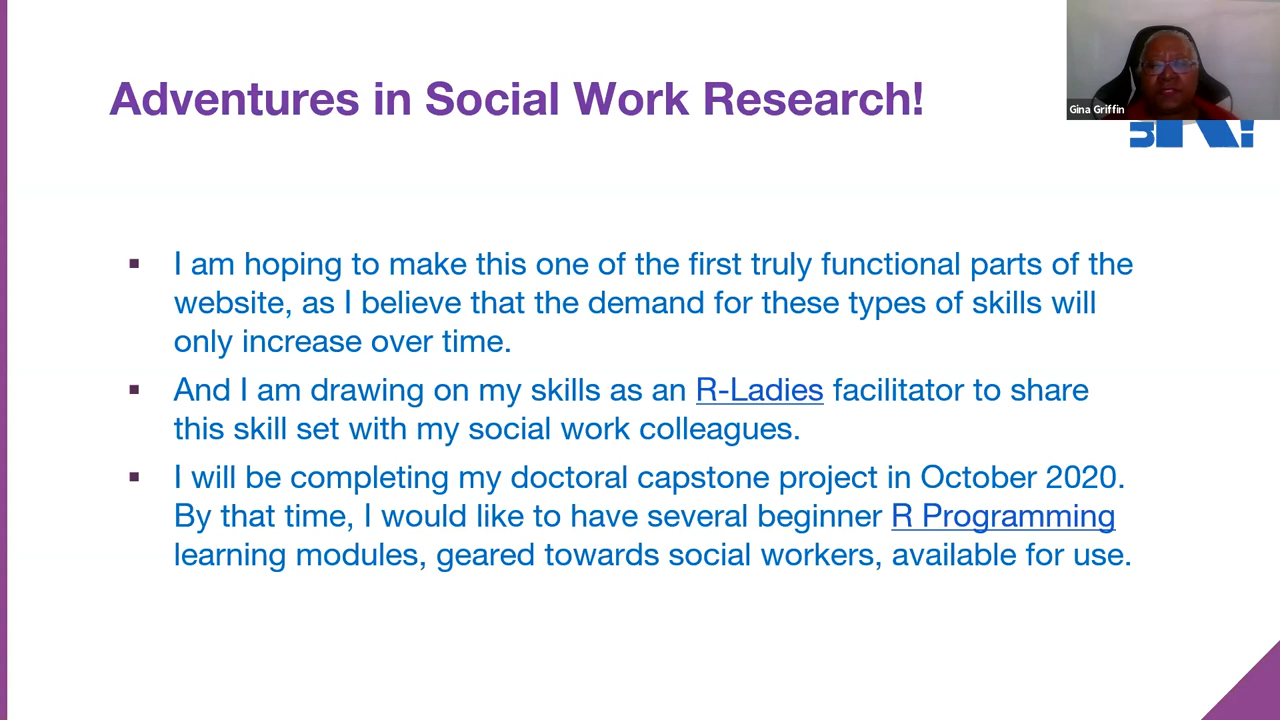 Adventures in Social Work Research!
Gina Griffin
▪ I am hoping to make this one of the first truly functional parts of the
website, as I believe that the demand for these types of skills will
only increase over time.
▪ And I am drawing on my skills as an R-Ladies facilitator to share
this skill set with my social work colleagues.
▪ I will be completing my doctoral capstone project in October 2020.
By that time, I would like to have several beginner R Programming
learning modules, geared towards social workers, available for use.